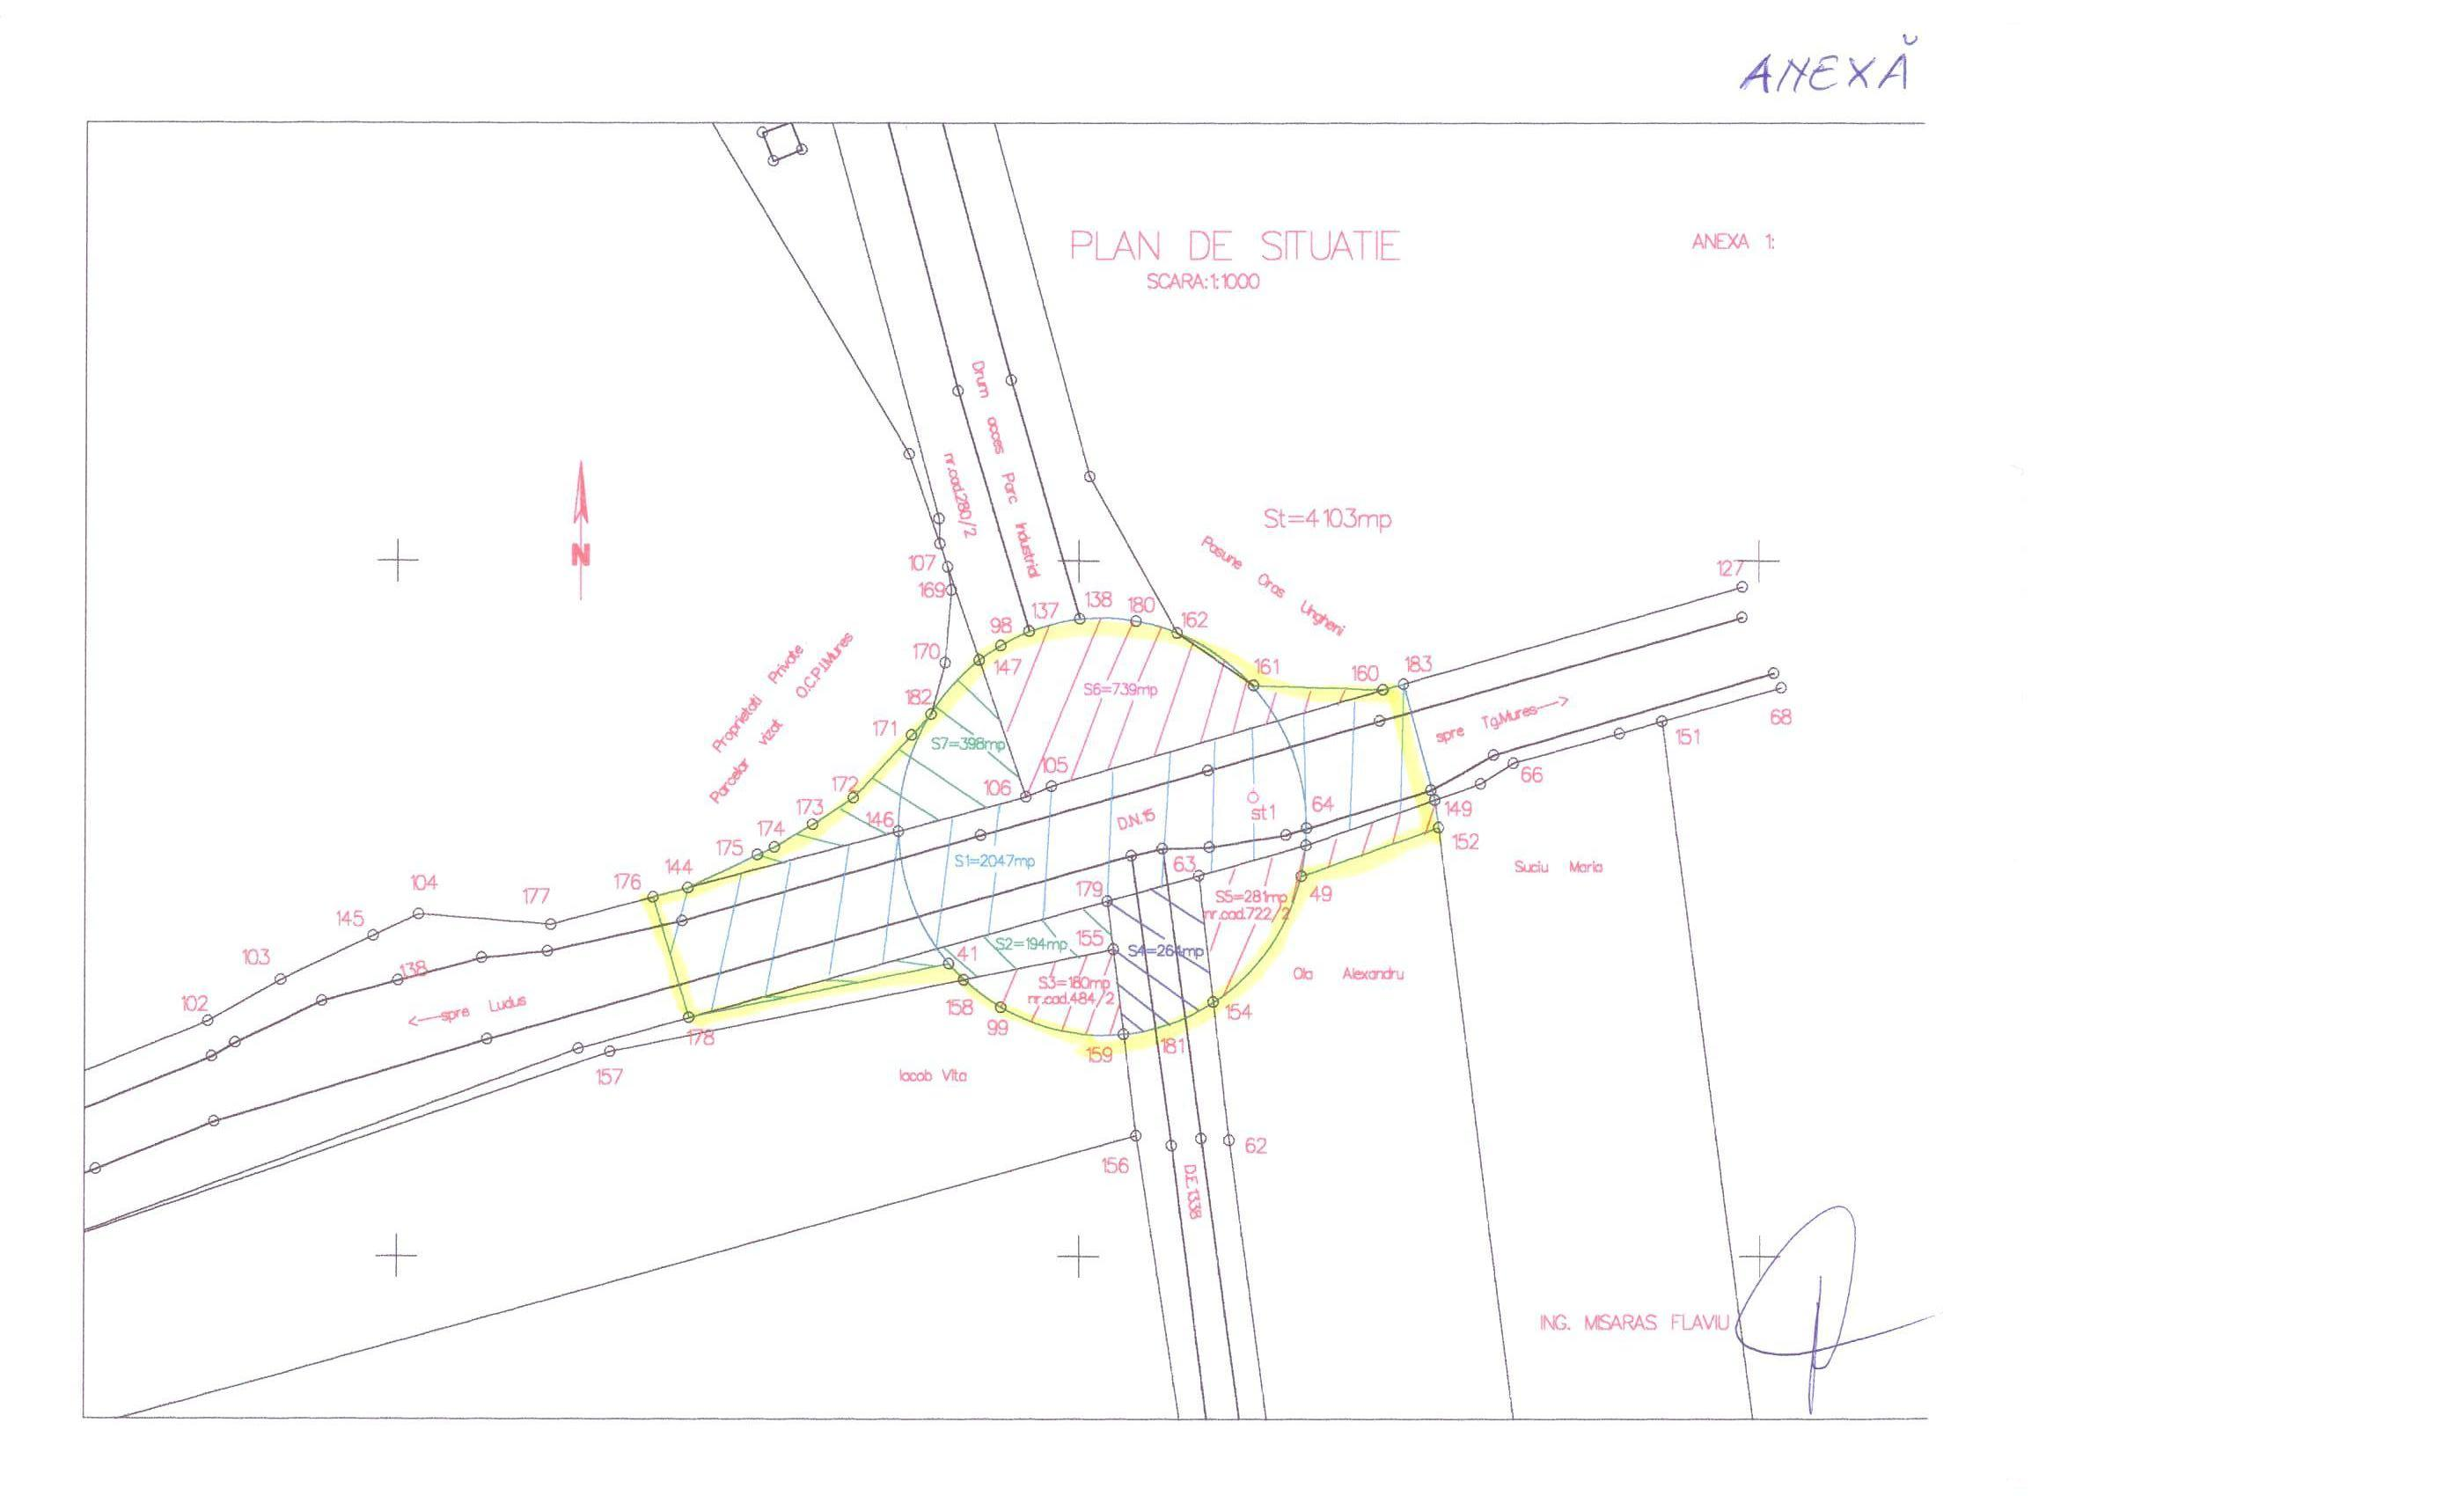 ANEXĂ
PLAN DE SITUATIE
SCARA:1:1000
ANEXA 1:
Drum acces Parc Industrial
nr.cad.280/2
St=4103mp
N
Pasune Oras Ungheni
127
107
169
137
138
180
162
98
147
170
161
160
183
182
171
Proprietati Private
Parcelar vizat O.C.P.I.Mures
S6=739mp
S7=398mp
spre Tg.Mures-->
68
151
66
105
106
172
173
174
175
146
D.N.15
st1
64
149
152
S1=2047mp
63
Suciu Maria
176
144
104
177
145
179
S5=281mp
nr.cad.722/2
49
103
138
102
<--spre Ludus
41
S2=194mp
155
S4=264mp
S3=180mp
nr.cad.484/2
Ola Alexandru
158
99
154
178
159
181
157
Iacob Vita
156
62
D.E.1338
ING. MISARAS FLAVIU